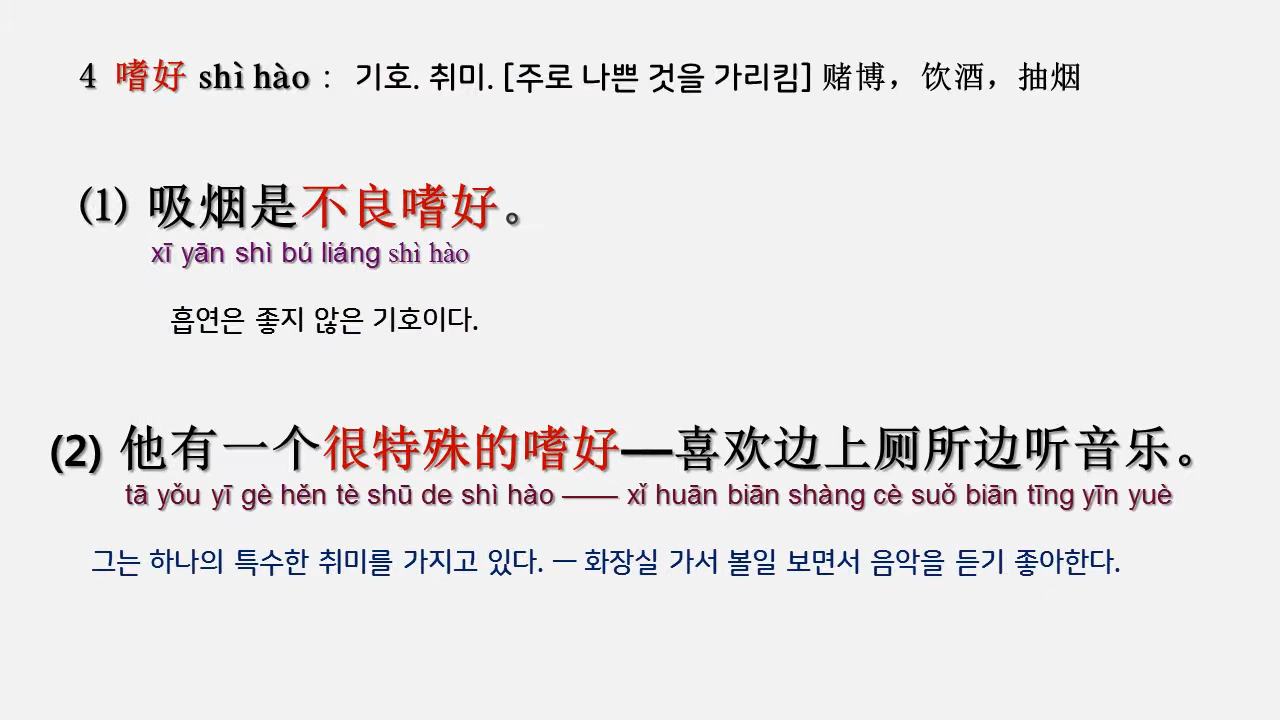 4 嗜好 shì hào : 기호. 취미. [주로 나쁜 것을 가리킴] 赌博，饮酒，抽烟
(1) 吸烟是不良嗜好。
xī yān shì bú liáng shì hào
흡연은 좋지 않은 기호이다.
(2) 他有一个很特殊的嗜好—喜欢边上厕所边听音乐。
tā yǒu yī gè hěn tè shū de shì hào —— xǐ huān biān shàng cè suǒ biān tīng yīn yuè
그는 하나의 특수한 취미를 가지고 있다. — 화장실 가서 볼일 보면서 음악을 듣기 좋아한다.